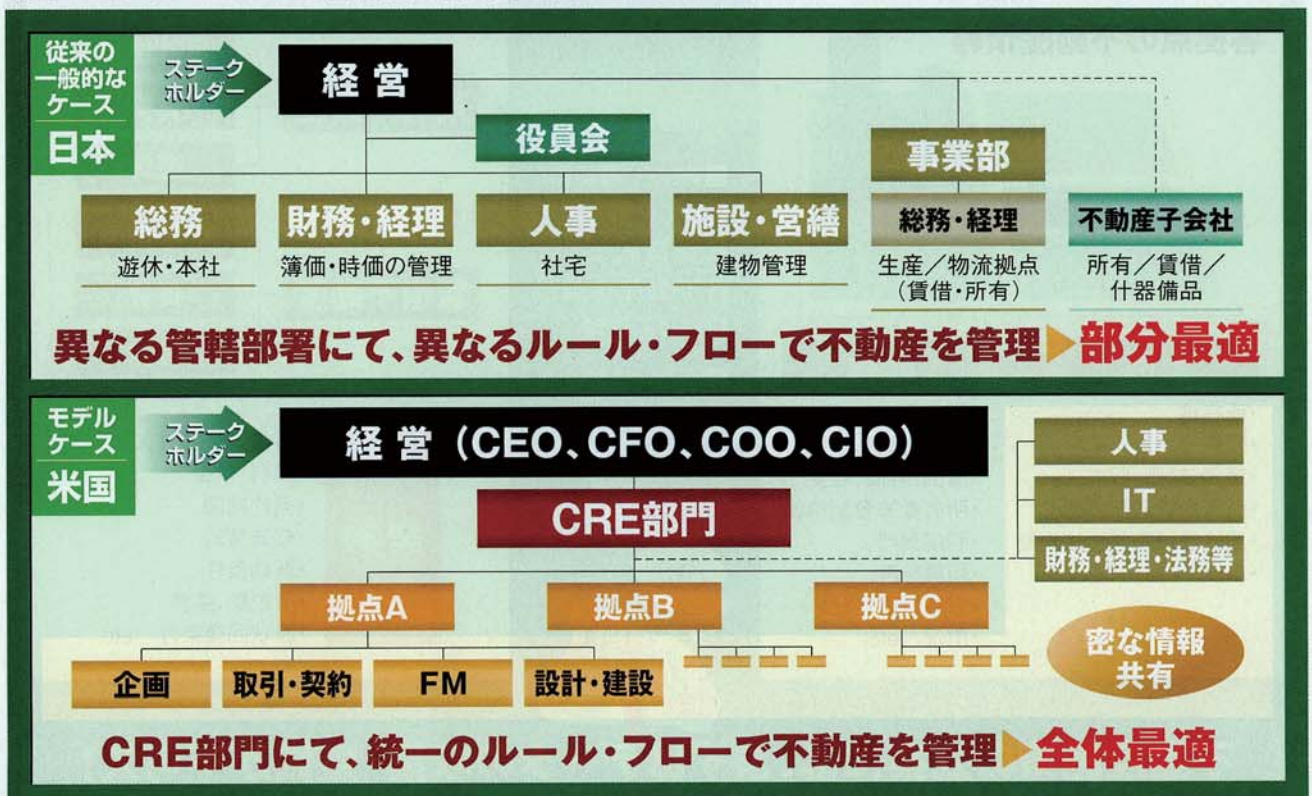 従来の
一般的な
ケース
日本
ステーク
ホルダー
経営
役員会
事業部
総務
財務・経理
人事
施設・営繕
総務・経理
不動産子会社
遊休・本社
簿価・時価の管理
社宅
建物管理
生産／物流拠点
（賃借・所有）
所有／賃借／
什器備品
異なる管轄部署にて、異なるルール・フローで不動産を管理▶部分最適
モデル
ケース
米国
ステーク
ホルダー
経営（CEO、CFO、COO、CIO）
CRE部門
人事
IT
財務・経理・法務等
拠点A
拠点B
拠点C
密な情報
共有
企画
取引・契約
FM
設計・建設
CRE部門にて、統一のルール・フローで不動産を管理▶全体最適